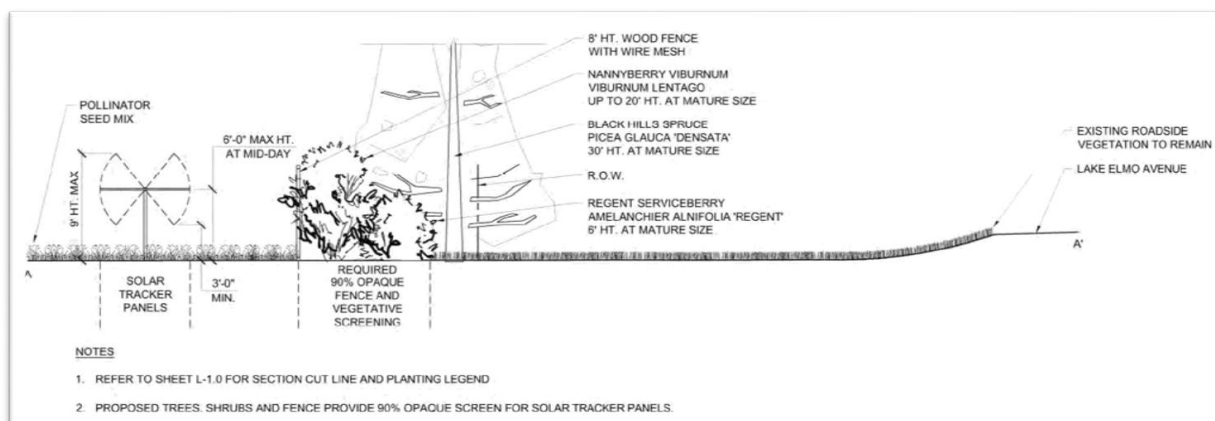 8' HT. WOOD FENCE
WITH WIRE MESH
NANNYBERRY VIBURNUM
VIBURNUM LENTAGO
UP TO 20' HT. AT MATURE SIZE
BLACK HILLS SPRUCE
PICEA GLAUCA 'DENSATA'
30' HT. AT MATURE SIZE
R.O.W.
REGENT SERVICEBERRY
AMELANCHIER ALNIFOLIA 'REGENT'
6' HT. AT MATURE SIZE
POLLINATOR
SEED MIX
6'-0" MAX HT.
AT MID-DAY
9' HT. MAX
EXISTING ROADSIDE
VEGETATION TO REMAIN
LAKE ELMO AVENUE
A'
SOLAR
TRACKER
PANELS
3'-0"
MIN.
REQUIRED
90% OPAQUE
FENCE AND
VEGETATIVE
SCREENING
NOTES
1. REFER TO SHEET L-1.0 FOR SECTION CUT LINE AND PLANTING LEGEND
2. PROPOSED TREES, SHRUBS AND FENCE PROVIDE 90% OPAQUE SCREEN FOR SOLAR TRACKER PANELS.